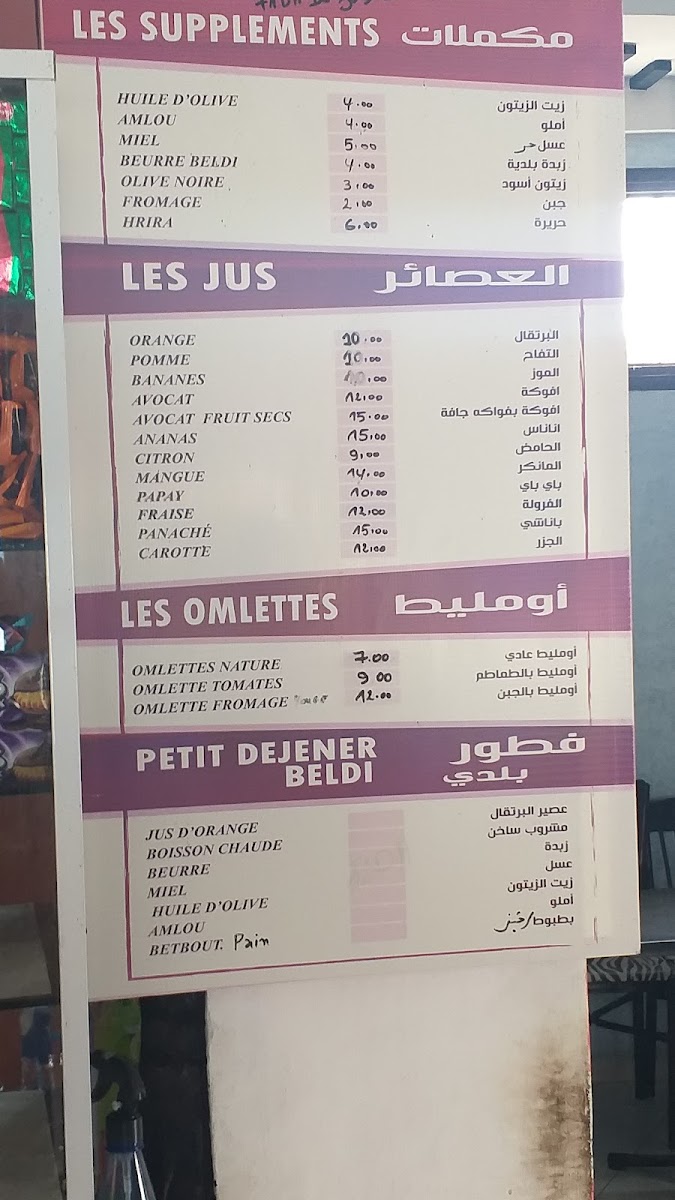 LES SUPPLEMENTS مكملات
HUILE D'OLIVE 4.00 زيت الزيتون
AMLOU 4.00 أملو
MIEL 5.00 عسل حر
BEURRE BELDI 4.00 زبدة بلدية
OLIVE NOIRE 3.00 زيتون أسود
FROMAGE 2.00 جبن
HRIRA 6.00 حريرة
LES JUS العصائر
ORANGE 10.00 البرتقال
POMME 10.00 التفاح
BANANES 10.00 الموز
AVOCAT 12.00 افوكة
AVOCAT FRUIT SECS 15.00 افوكة بفواكه جافة
ANANAS 15.00 اناناس
CITRON 9.00 الحامض
MANGUE 14.00 المانكر
PAPAY 10.00 باي باي
FRAISE 12.00 الفرولة
PANACHÉ 15.00 باناشي
CAROTTE 12.00 الجزر
LES OMLETTES أومليط
OMLETTES NATURE 7.00 أومليط عادي
OMLETTE TOMATES 9 00 أومليط بالطماطم
OMLETTE FROMAGE 12.00 أومليط بالجبن
PETIT DEJENER فطور
BELDI بلدي
JUS D'ORANGE عصير البرتقال
BOISSON CHAUDE مشروب ساخن
BEURRE زبدة
MIEL عسل
HUILE D'OLIVE زيت الزيتون
AMLOU أملو
BETBOUT. Pain بطبوط/خبز